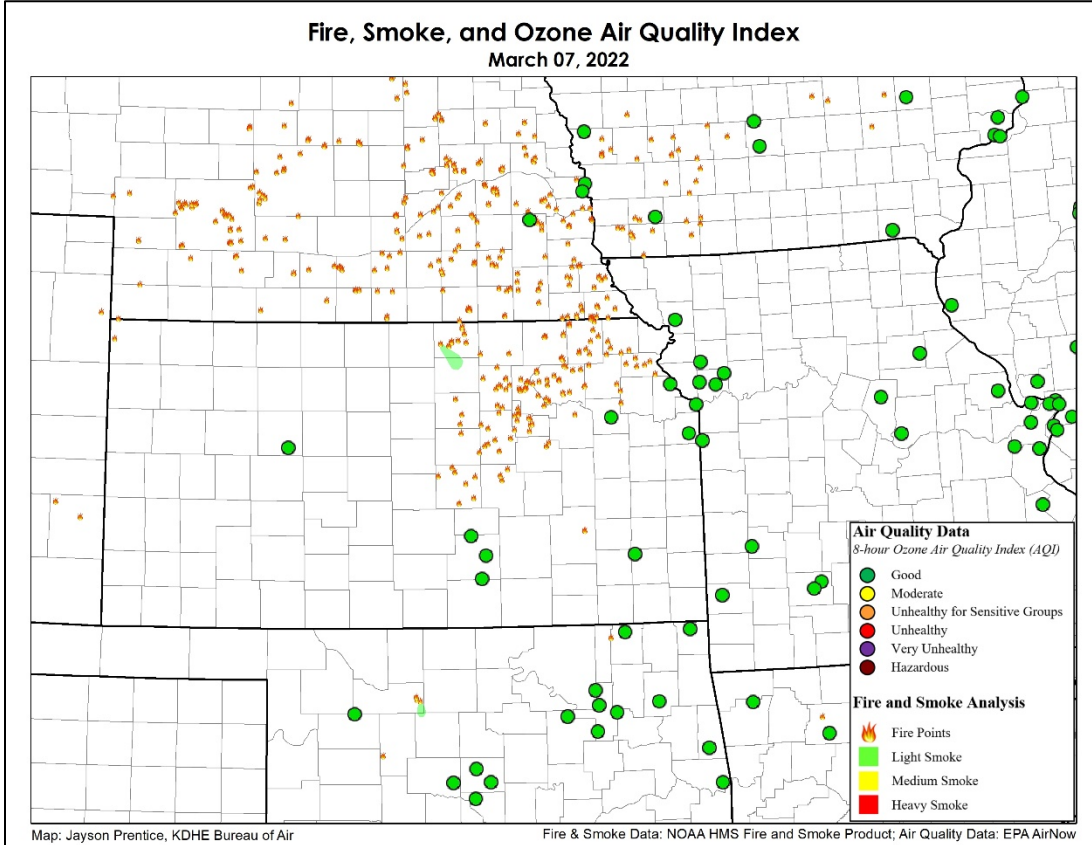 Fire, Smoke, and Ozone Air Quality Index
March 07, 2022
Air Quality Data
8-hour Ozone Air Quality Index (AQI)
Good
Moderate
Unhealthy for Sensitive Groups
Unhealthy
Very Unhealthy
Hazardous
Fire and Smoke Analysis
Fire Points
Light Smoke
Medium Smoke
Heavy Smoke
Map: Jayson Prentice, KDHE Bureau of Air
Fire & Smoke Data: NOAA HMS Fire and Smoke Product; Air Quality Data: EPA AirNow